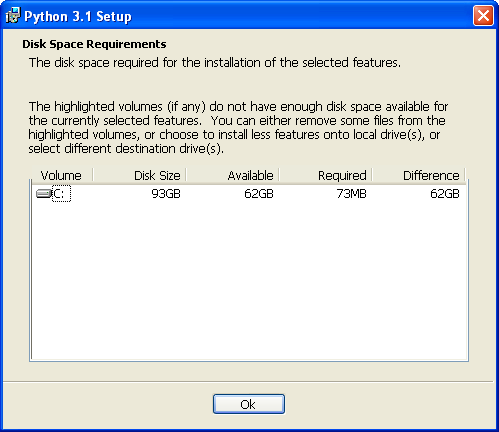 Python 3.1 Setup
Disk Space Requirements
The disk space required for the installation of the selected features.
The highlighted volumes (if any) do not have enough disk space available for
the currently selected features.  You can either remove some files from the
highlighted volumes, or choose to install less features onto local drive(s), or
select different destination drive(s).
Volume Disk Size Available Required Difference
C: 93GB 62GB 73MB 62GB
Ok